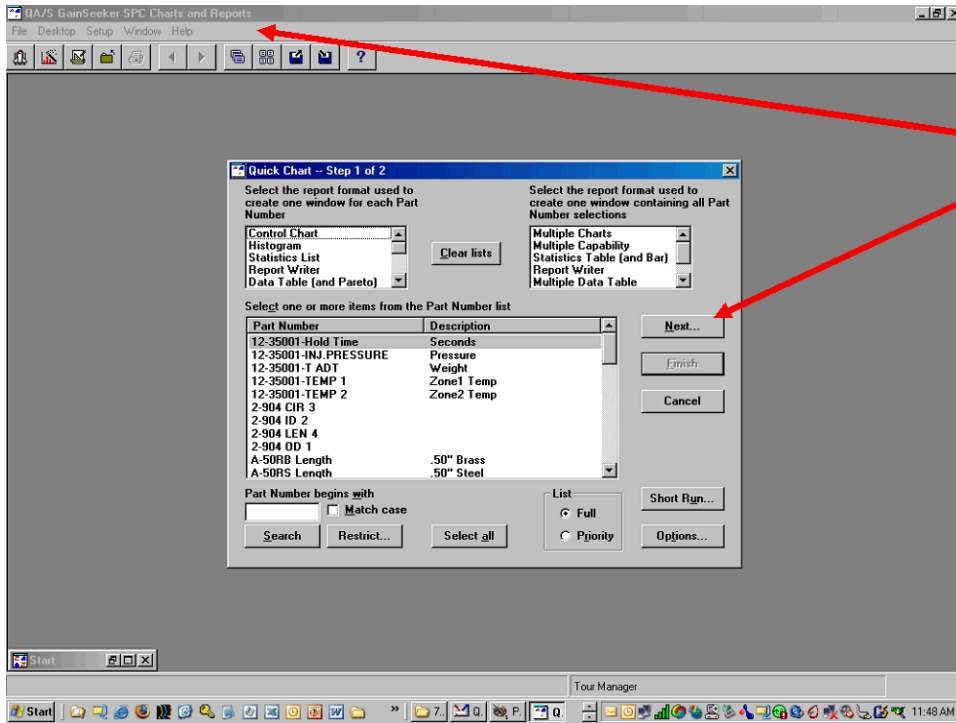 QA/S GainSeeker SPC Charts and Reports
File Desktop Setup Window Help
?
Quick Chart -- Step 1 of 2
Select the report format used to
create one window for each Part
Number
Select the report format used to
create one window containing all Part
Number selections
Control Chart
Histogram
Statistics List
Report Writer
Data Table (and Pareto)
Clear lists
Multiple Charts
Multiple Capability
Statistics Table (and Bar)
Report Writer
Multiple Data Table
Select one or more items from the Part Number list
Part Number Description
12-35001-Hold Time Seconds
12-35001-INJ.PRESSURE Pressure
12-35001-T ADT Weight
12-35001-TEMP 1 Zone1 Temp
12-35001-TEMP 2 Zone2 Temp
2-904 CIR 3
2-904 ID 2
2-904 LEN 4
2-904 OD 1
A-50RB Length .50" Brass
A-50RS Length .50" Steel
Next...
Finish
Cancel
Part Number begins with
Match case
Search Restrict... Select all
List
Full
Priority
Short Run...
Options...
Start
Tour Manager
Start » 7.. Q. P. Q. 11:48 AM